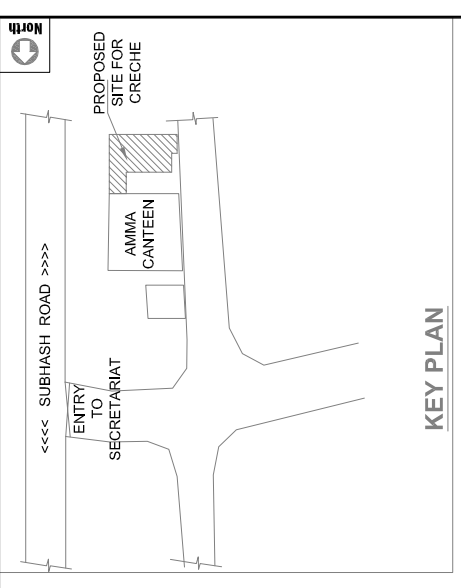 North
PROPOSED
SITE FOR
CRECHE
AMMA
CANTEEN
<<<< SUBHASH ROAD >>>>
ENTRY
TO
SECRETARIAT
KEY PLAN